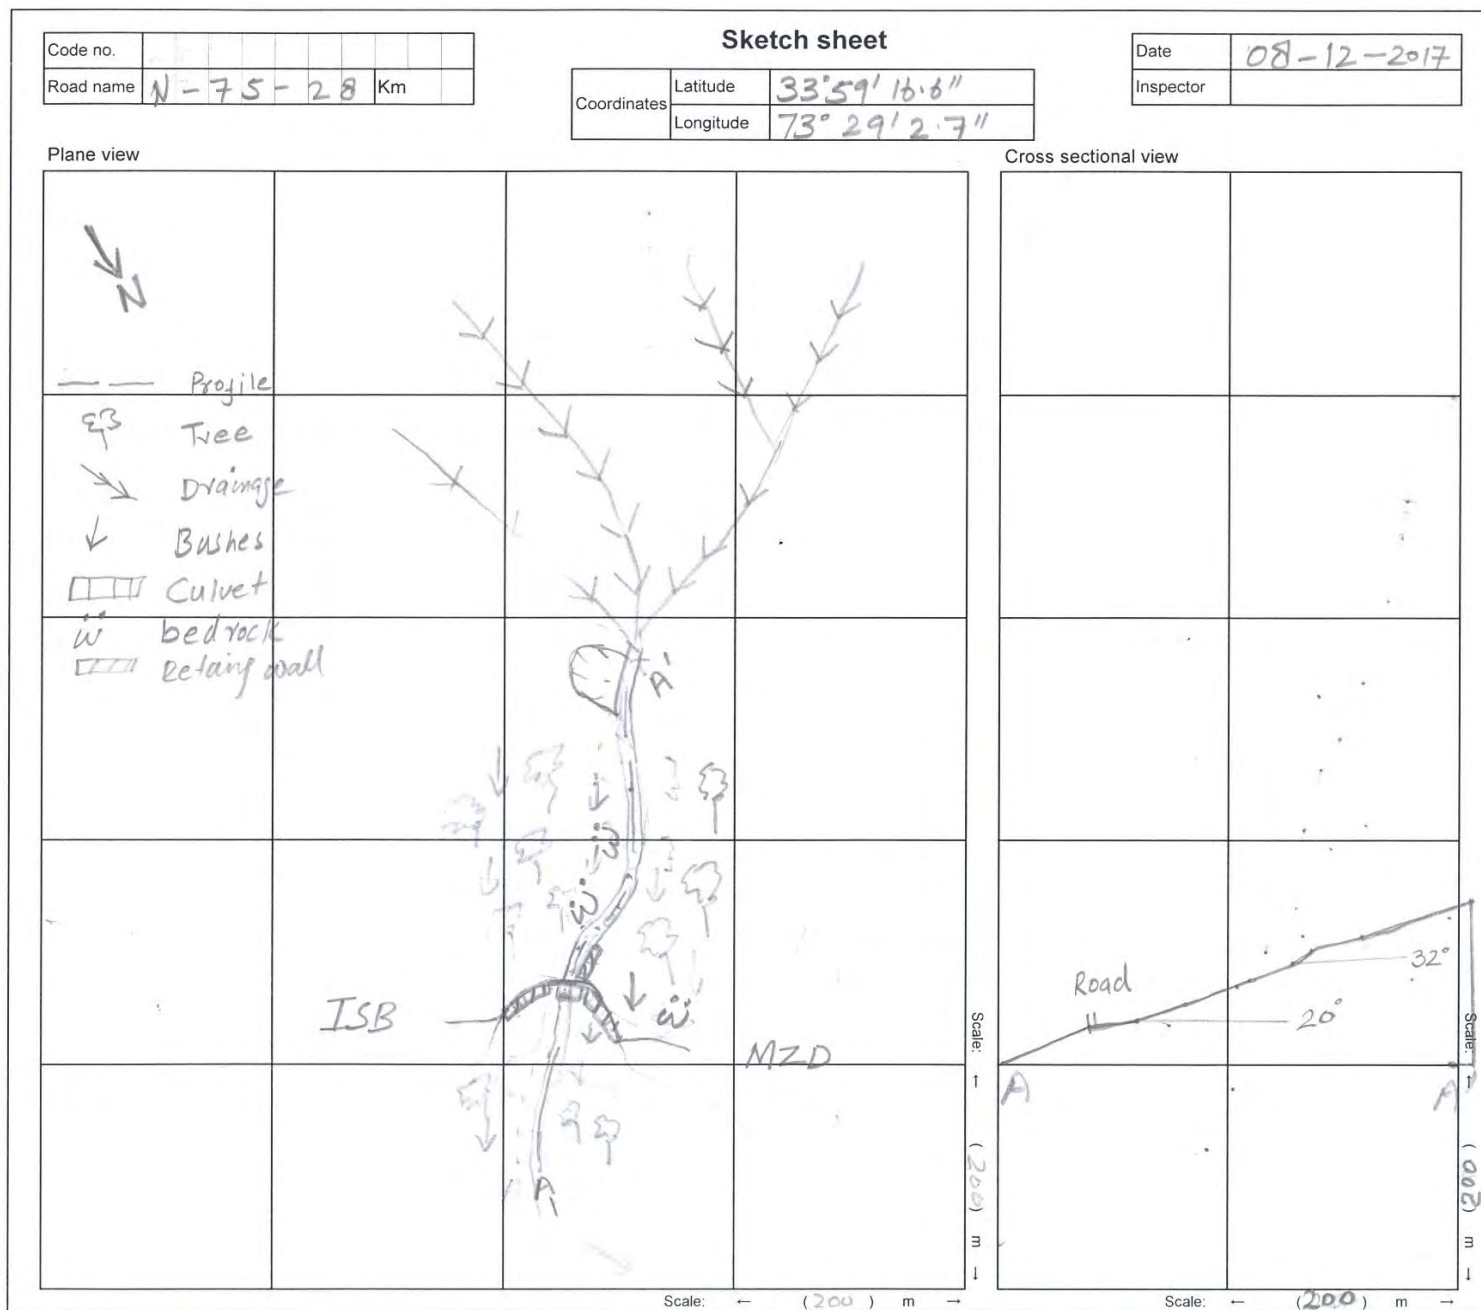 Sketch sheet
Code no.
Road name N-75-28 Km
Coordinates
Latitude 33°59' 16.6"
Longitude 73° 29' 2.7"
Date 08-12-2017
Inspector
Plane view
N
Profile
Tree
Drainage
Bushes
Culvet
bedrock
Retaing wall
A'
ISB
MZD
A
Scale: ← (200) m →
Scale: ← (200) m →
Cross sectional view
Road
32°
20°
A
A'
Scale: ← (200) m →
Scale: ← (200) m →